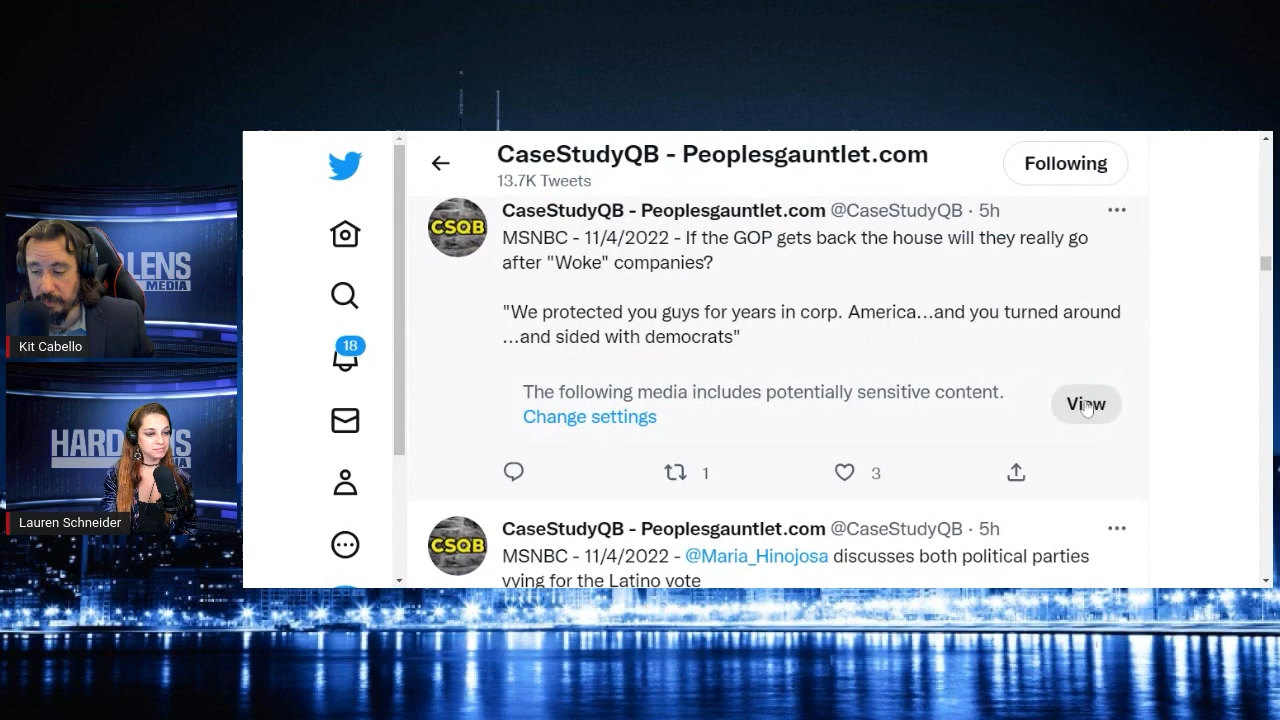 CaseStudyQB - Peoplesgauntlet.com
13.7K Tweets
Following
CSQB
CaseStudyQB - Peoplesgauntlet.com @CaseStudyQB · 5h
MSNBC - 11/4/2022 - If the GOP gets back the house will they really go
after "Woke" companies?
"We protected you guys for years in corp. America...and you turned around
...and sided with democrats"
The following media includes potentially sensitive content.
Change settings
View
1
3
CSQB
CaseStudyQB - Peoplesgauntlet.com @CaseStudyQB · 5h
MSNBC - 11/4/2022 - @Maria_Hinojosa discusses both political parties
vying for the Latino vote
18
LENS
MEDIA
Kit Cabello
HARD
NS
Lauren Schneider